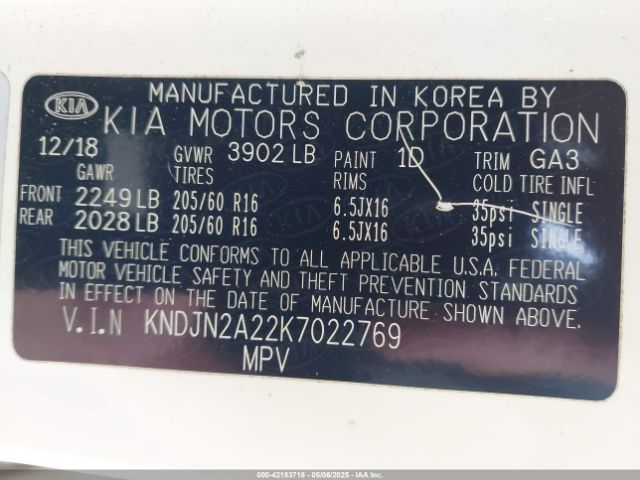 KIA MANUFACTURED IN KOREA BY
KIA MOTORS CORPORATION
12/18 GVWR 3902 LB PAINT 1D TRIM GA3
GAWR TIRES RIMS COLD TIRE INFL
FRONT 2249 LB 205/60 R16 6.5JX16 35psi SINGLE
REAR 2028 LB 205/60 R16 6.5JX16 35psi SINGLE
THIS VEHICLE CONFORMS TO ALL APPLICABLE U.S.A. FEDERAL
MOTOR VEHICLE SAFETY AND THEFT PREVENTION STANDARDS
IN EFFECT ON THE DATE OF MANUFACTURE SHOWN ABOVE.
V.I.N KNDJN2A22K7022769
MPV
000-42183718 - 05/06/2025 - IAA Inc.